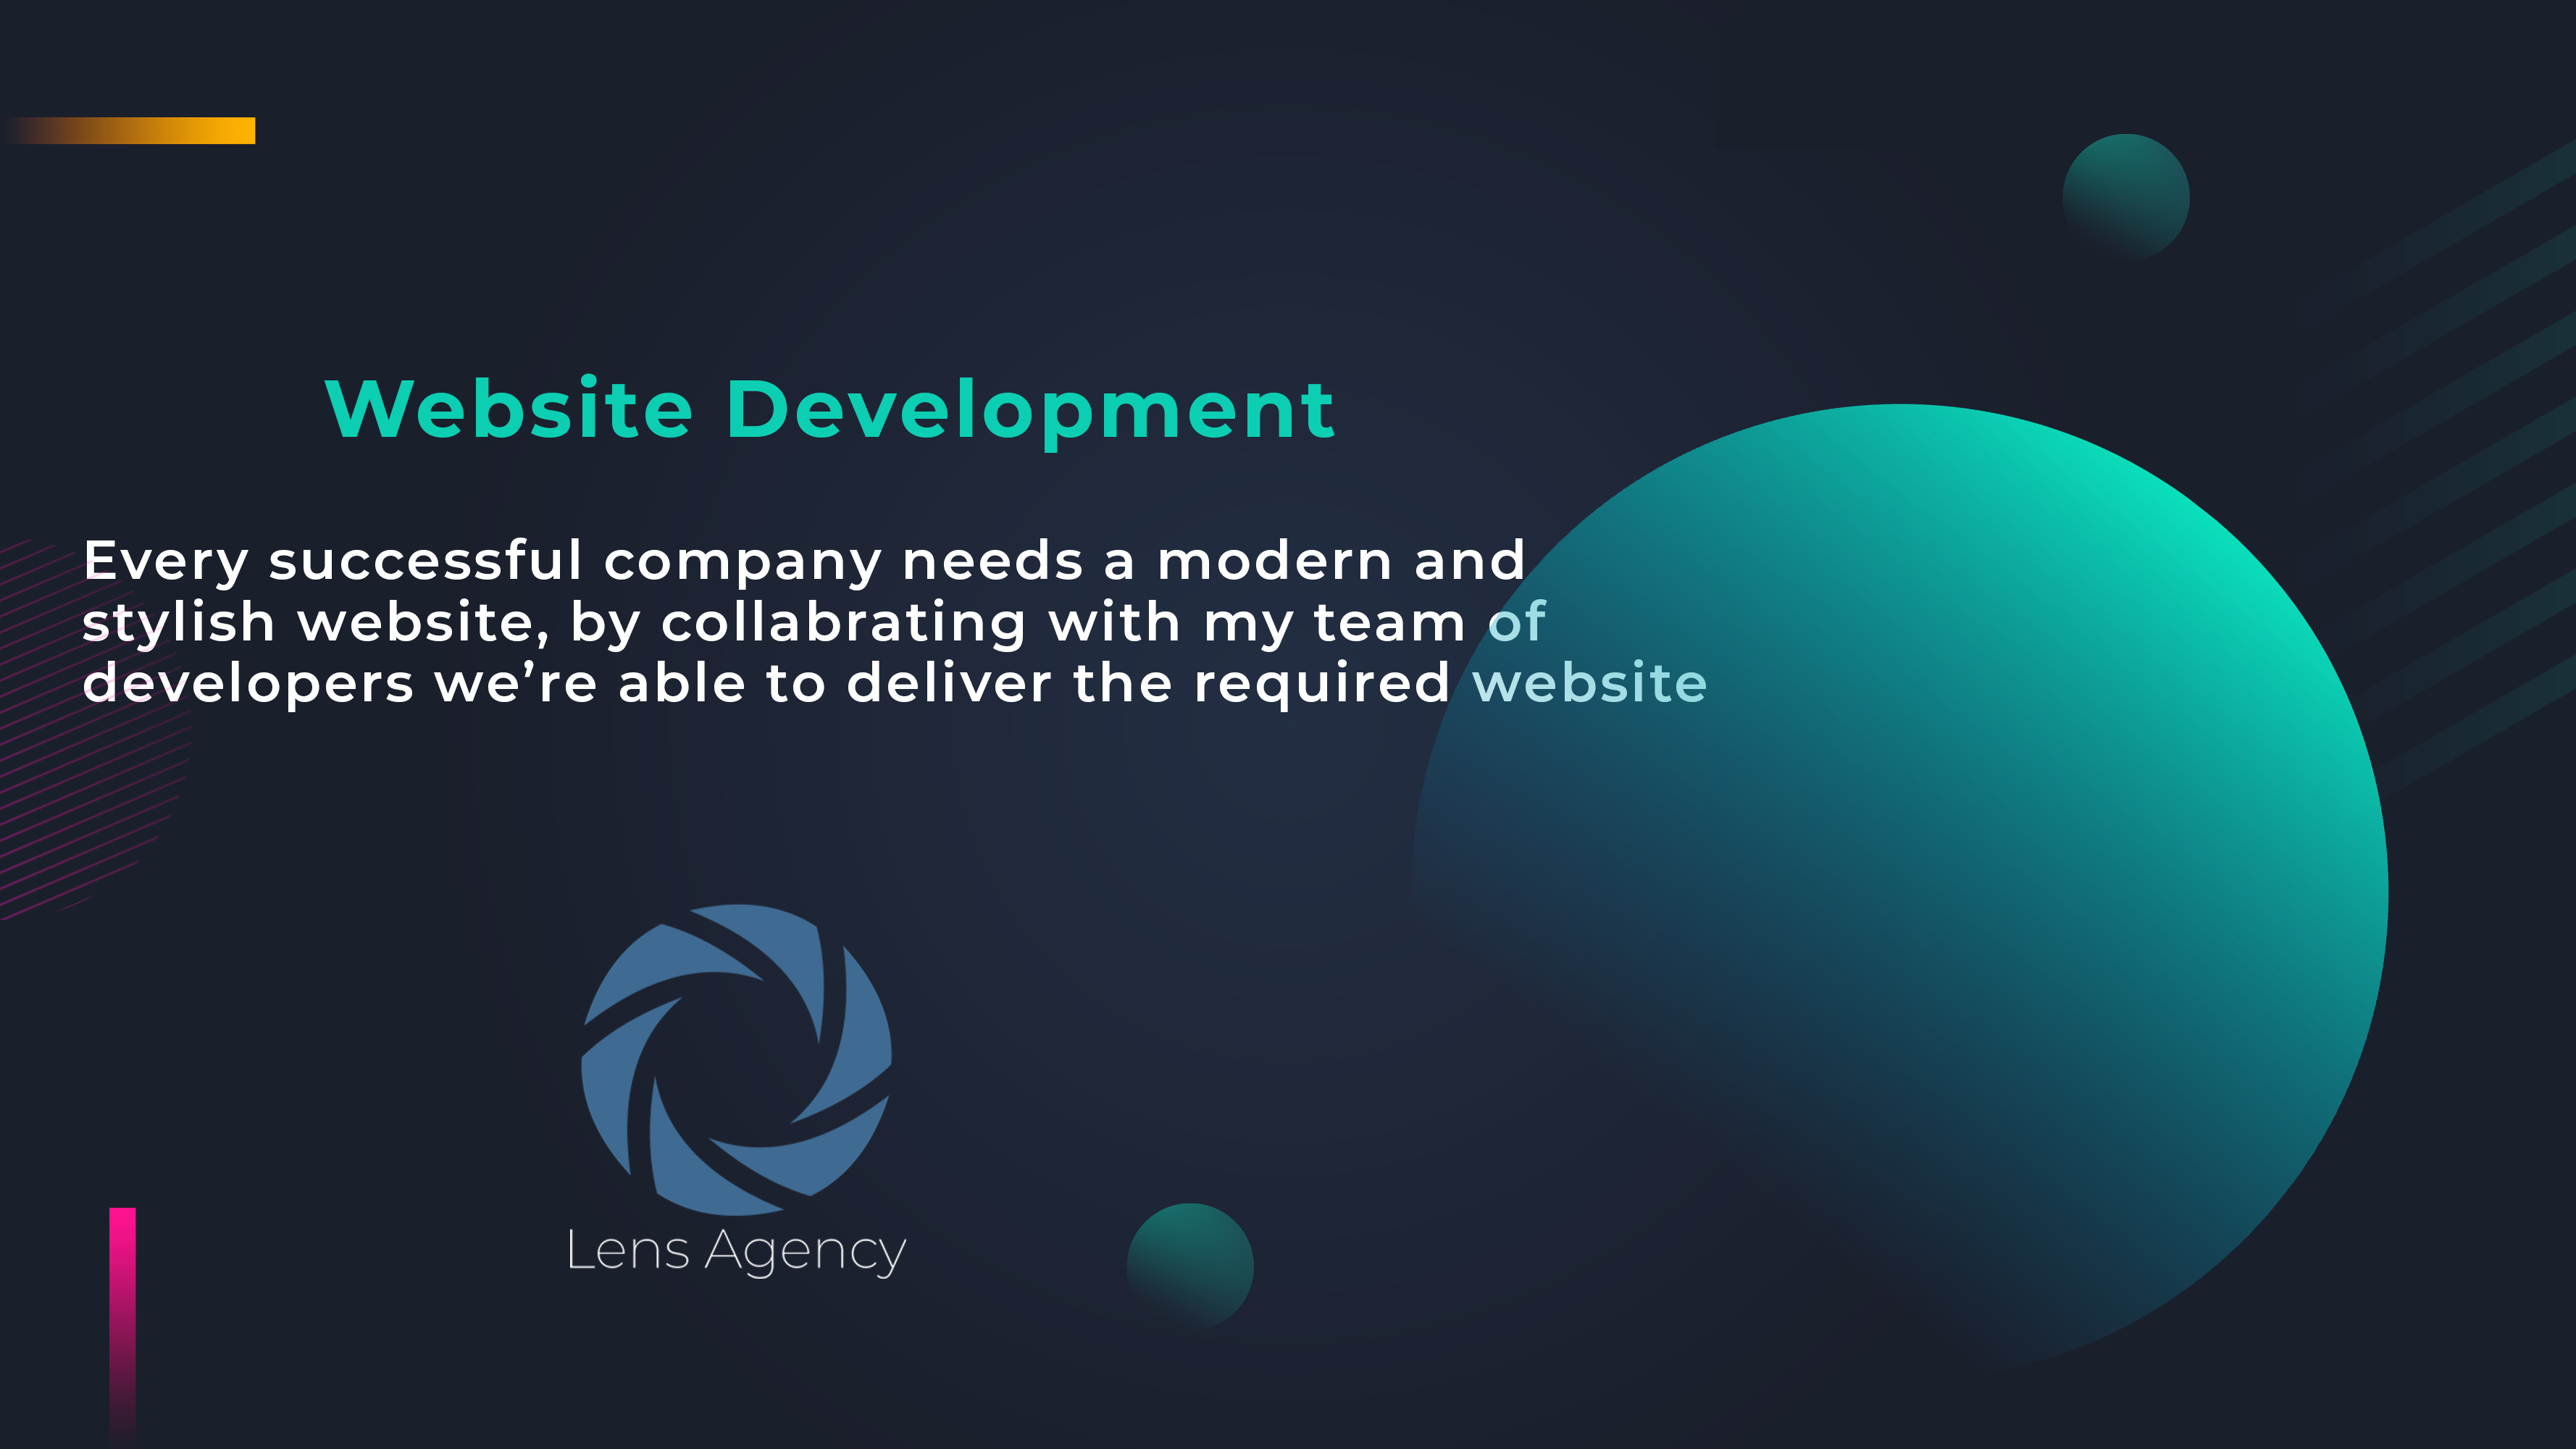 Website Development
Every successful company needs a modern and
stylish website, by collabrating with my team of
developers we’re able to deliver the required website
Lens Agency